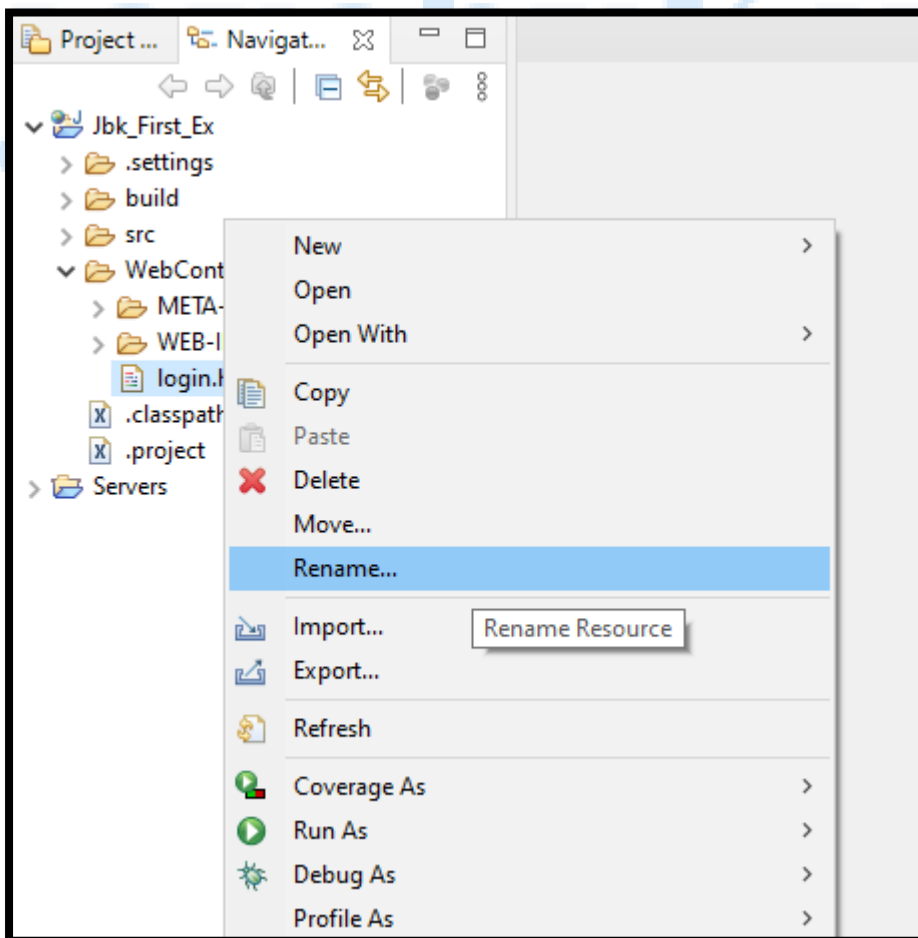 Project ... Navigat...
Jbk_First_Ex
.settings
build
src
WebCont
META-
WEB-I
login.h
.classpath
.project
Servers
New
Open
Open With
Copy
Paste
Delete
Move...
Rename...
Import...
Rename Resource
Export...
Refresh
Coverage As
Run As
Debug As
Profile As